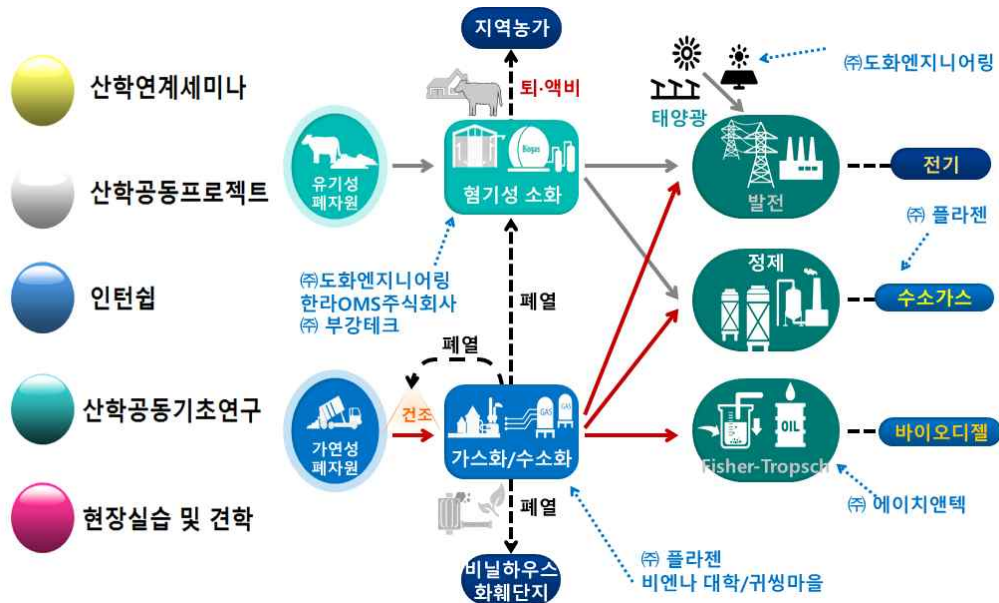 산학연계세미나
산학공동프로젝트
인턴쉽
산학공동기초연구
현장실습 및 견학
지역농가
퇴·액비
유기성
폐자원
Biogas
혐기성 소화
㈜도화엔지니어링
한라OMS주식회사
㈜ 부강테크
폐열
폐열
가연성
폐자원
건조
GAS
GAS
가스화/수소화
폐열
비닐하우스
화훼단지
㈜ 플라젠
비엔나 대학/귀씽마을
태양광
㈜도화엔지니어링
발전
전기
㈜ 플라젠
정제
수소가스
OIL
Fisher-Tropsch
바이오디젤
㈜ 에이치앤텍